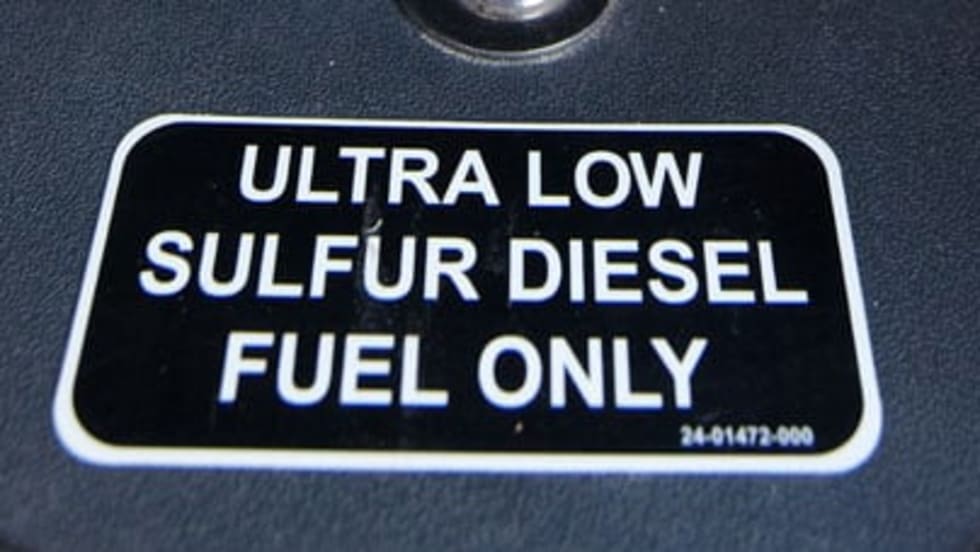 ULTRA LOW
SULFUR DIESEL
FUEL ONLY
24-01472-000